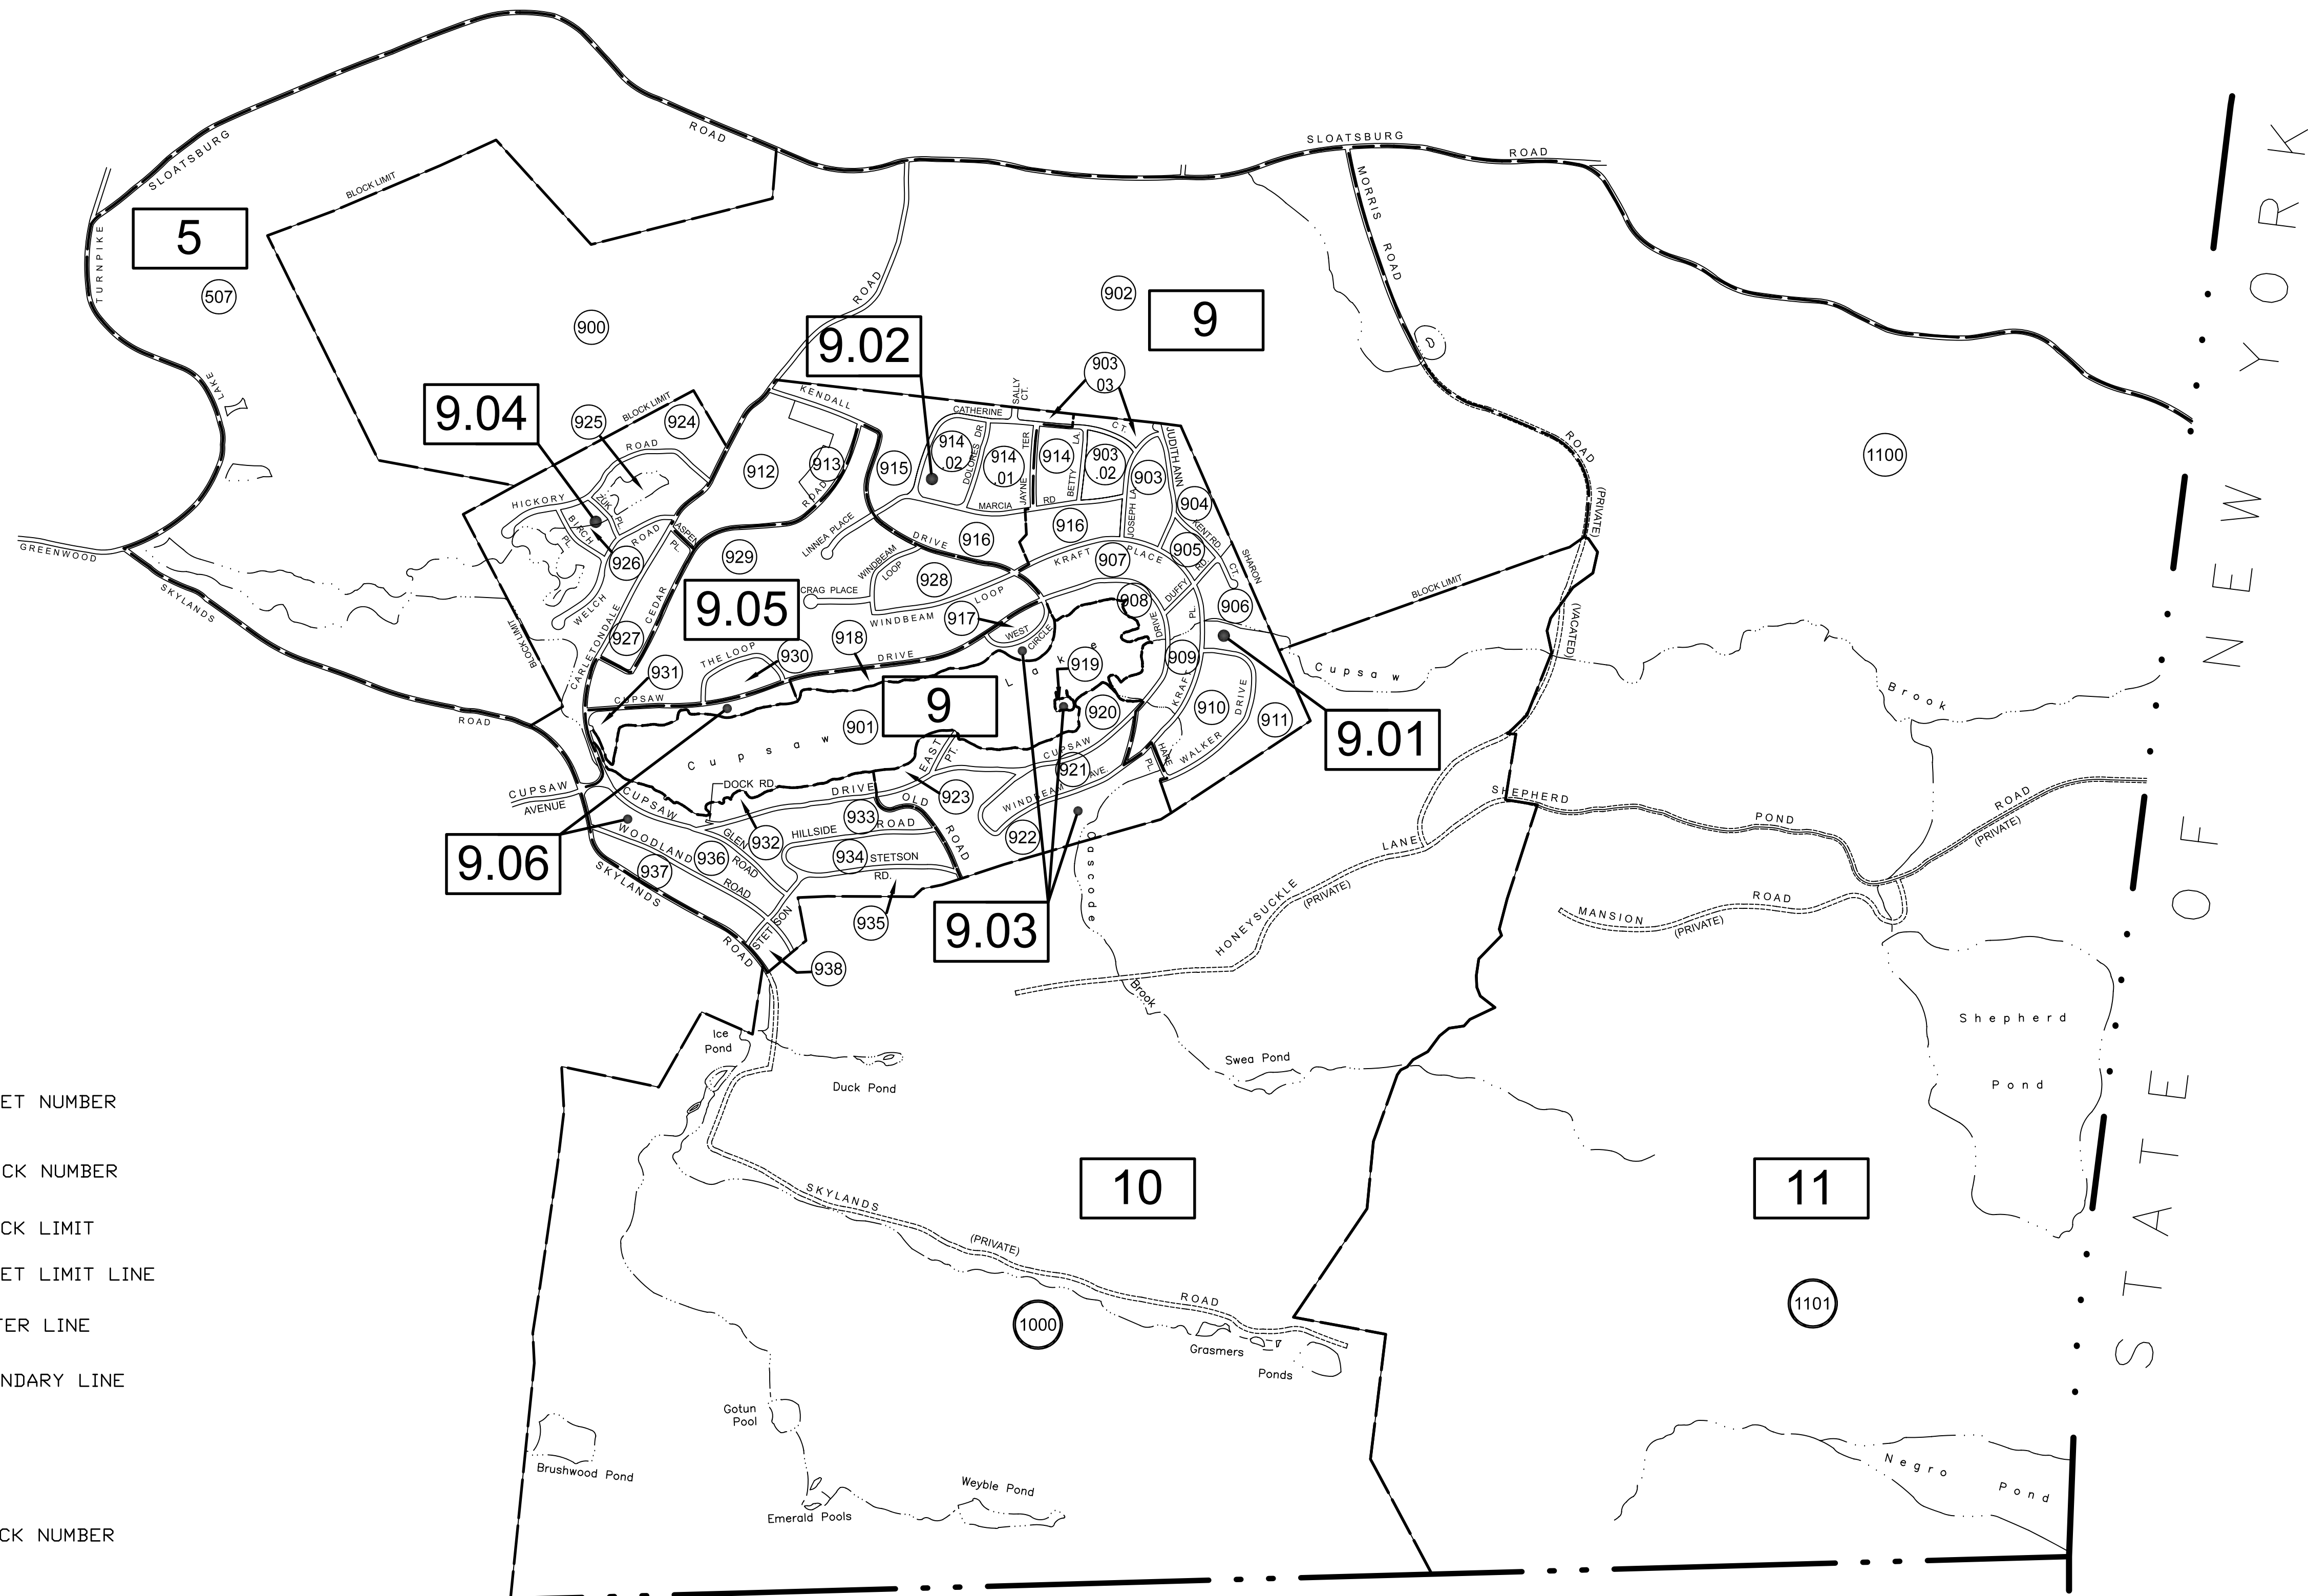 SLOATSBURG
ROAD
SLOATSBURG
ROAD
MORRIS
ROAD
BLOCK LIMIT
5
507
TURNPIKE
LAKE
900
ROAD
902
9
9.02
903
03
9.04
925
BLOCK LIMIT
924
ROAD
KENDALL
SALLY
CT.
CATHERINE
CT.
JUDITH ANN
912
913
ROAD
915
914
.02
DOLORES DR
914
.01
JAYNE TER
914
BETTY LA.
903
.02
903
904
JOSEPH LA.
MARCIA
RD
1100
ROAD
(PRIVATE)
HICKORY
ZUK PL.
BIRCH
PL.
ROAD
926
ASPEN
PL.
WELCH
GREENWOOD
SKYLANDS
LINNEA PLACE
929
DRIVE
916
916
KRAFT PLACE
907
905
KENT RD
SHARON
CT.
DUFFY
RD
WINDBEAM
LOOP
928
CRAG PLACE
9.05
WINDBEAM
LOOP
917
WEST
CIRCLE
908
DRIVE
PL.
906
BLOCK LIMIT
(VACATED)
BLOCK LIMIT
CARLETONDALE
CEDAR
927
931
THE LOOP
930
918
DRIVE
Lake
919
909
KRAFT
910
DRIVE
911
Cupsaw
Brook
CUPSAW
ROAD
9
901
920
9.01
Cupsaw
EAST
PT.
CUPSAW
921
AVE.
WINDBEAM
HARE
PL.
WALKER
DOCK RD.
CUPSAW
AVENUE
CUPSAW
DRIVE
OLD
ROAD
923
932
933
HILLSIDE
ROAD
922
9.06
WOODLAND
ROAD
936
GLEN
ROAD
934
STETSON
RD.
937
SKYLANDS
ROAD
STETSON
935
938
9.03
Brook
SHEPHERD
POND
ROAD
(PRIVATE)
LANE
HONEYSUCKLE
(PRIVATE)
MANSION
ROAD
(PRIVATE)
Shepherd
Pond
Ice
Pond
Duck Pond
Swea Pond
ET NUMBER
CK NUMBER
CK LIMIT
ET LIMIT LINE
TER LINE
NDARY LINE
CK NUMBER
SKYLANDS
(PRIVATE)
ROAD
10
11
1000
1101
Grasmers
Ponds
Gotun
Pool
Brushwood Pond
Emerald Pools
Weyble Pond
Negro
Pond
STATE OF NEW YORK